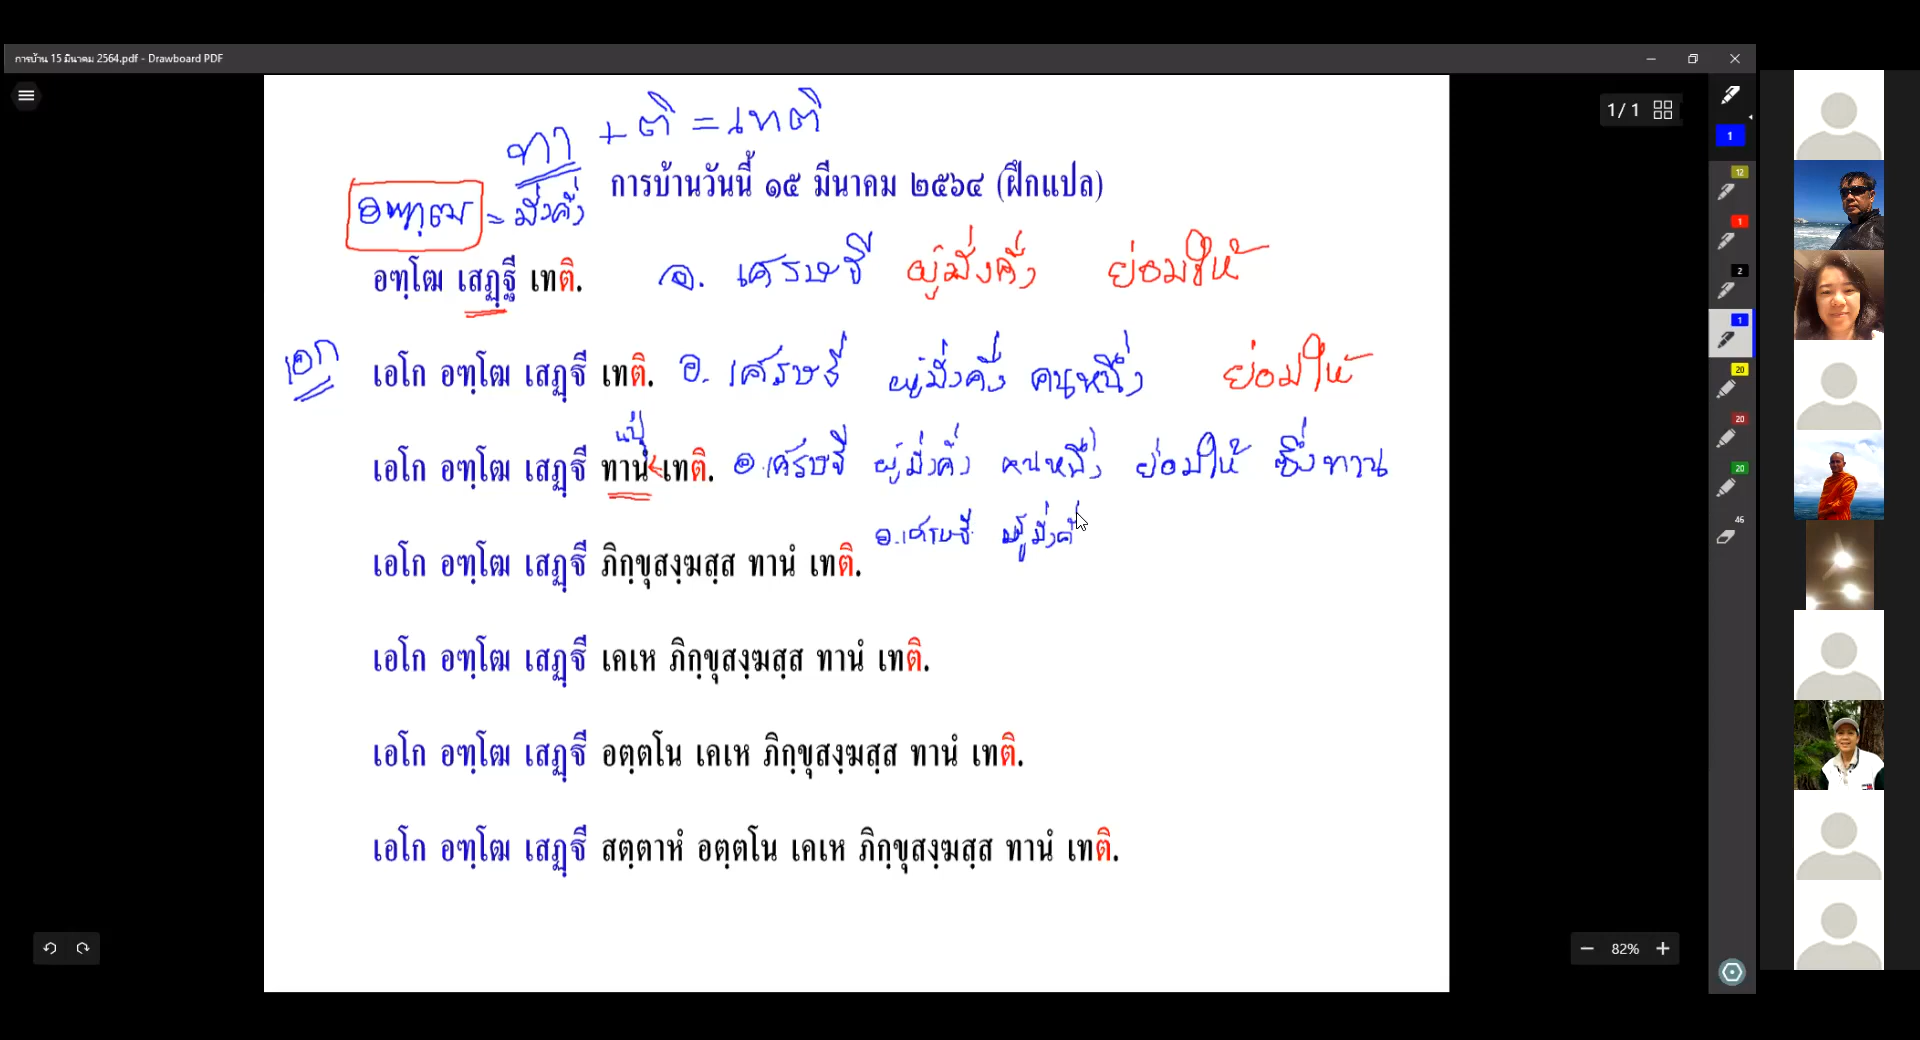 การบ้าน 15 มีนาคม 2564.pdf - Drawboard PDF
1 / 1
ทา + ติ = เทติ
การบ้านวันนี้ ๑๕ มีนาคม ๒๕๖๔ (ฝึกแปล)
อฑฺฒ = มั่งคั่ง
อฑฺโฒ เสฏฺฐี เทติ. อ. เศรษฐี ผู้มั่งคั่ง ย่อมให้
เอก เอโก อฑฺโฒ เสฏฺฐี เทติ. อ. เศรษฐี ผู้มั่งคั่ง คนหนึ่ง ย่อมให้
เอโก อฑฺโฒ เสฏฺฐี ทานํ เทติ. อ.เศรษฐี ผู้มั่งคั่ง คนหนึ่ง ย่อมให้ ซึ่งทาน
เอโก อฑฺโฒ เสฏฺฐี ภิกฺขุสงฺฆสฺส ทานํ เทติ. อ.เศรษฐี ผู้มั่งคั่
เอโก อฑฺโฒ เสฏฺฐี เคเห ภิกฺขุสงฺฆสฺส ทานํ เทติ.
เอโก อฑฺโฒ เสฏฺฐี อตฺตโน เคเห ภิกฺขุสงฺฆสฺส ทานํ เทติ.
เอโก อฑฺโฒ เสฏฺฐี สตฺตาหํ อตฺตโน เคเห ภิกฺขุสงฺฆสฺส ทานํ เทติ.
82%
1
12
1
2
1
20
20
20
46